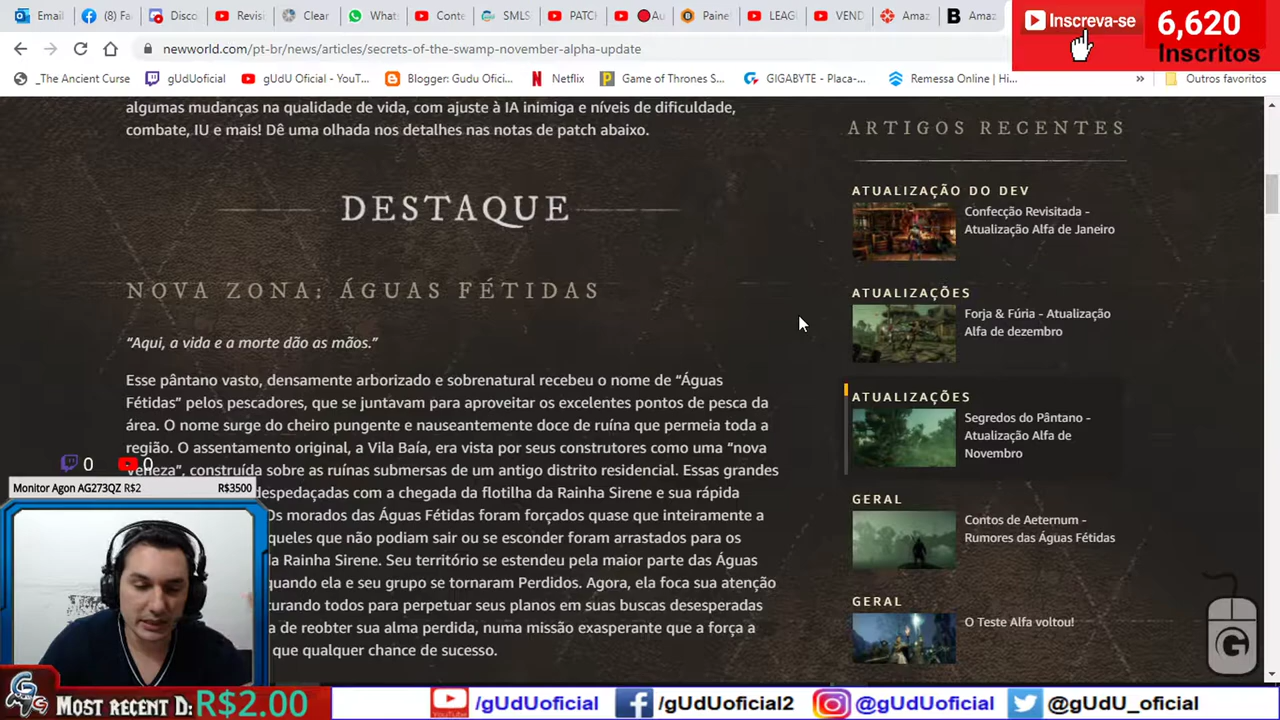 Email
(8) Fa
Disco
Revis
Clear
What
Conte
SMLS
PATCH
Au
Paine
LEAG
VEND
Amaz
Amaz
Inscreva-se
6,620
Inscritos
newworld.com/pt-br/news/articles/secrets-of-the-swamp-november-alpha-update
_The Ancient Curse
gUdUoficial
gUdU Oficial - YouT...
Blogger: Gudu Ofici...
Netflix
Game of Thrones S...
GIGABYTE - Placa-...
Remessa Online | Hi...
»
Outros favoritos
algumas mudanças na qualidade de vida, com ajuste à IA inimiga e níveis de dificuldade,
combate, IU e mais! Dê uma olhada nos detalhes nas notas de patch abaixo.
DESTAQUE
NOVA ZONA: ÁGUAS FÉTIDAS
“Aqui, a vida e a morte dão as mãos.”
Esse pântano vasto, densamente arborizado e sobrenatural recebeu o nome de “Águas
Fétidas” pelos pescadores, que se juntavam para aproveitar os excelentes pontos de pesca da
área. O nome surge do cheiro pungente e nauseantemente doce de ruína que permeia toda a
região. O assentamento original, a Vila Baía, era vista por seus construtores como uma “nova
Veneza”, construída sobre as ruínas submersas de um antigo distrito residencial. Essas grandes
despedaçadas com a chegada da flotilha da Rainha Sirene e sua rápida
Os morados das Águas Fétidas foram forçados quase que inteiramente a
queles que não podiam sair ou se esconder foram arrastados para os
la Rainha Sirene. Seu território se estendeu pela maior parte das Águas
quando ela e seu grupo se tornaram Perdidos. Agora, ela foca sua atenção
turando todos para perpetuar seus planos em suas buscas desesperadas
a de reobter sua alma perdida, numa missão exasperante que a força a
que qualquer chance de sucesso.
0
0
Monitor Agon AG273QZ R$2
R$3500
ARTIGOS RECENTES
ATUALIZAÇÃO DO DEV
Confecção Revisitada -
Atualização Alfa de Janeiro
ATUALIZAÇÕES
Forja & Fúria - Atualização
Alfa de dezembro
ATUALIZAÇÕES
Segredos do Pântano -
Atualização Alfa de
Novembro
GERAL
Contos de Aeternum -
Rumores das Águas Fétidas
GERAL
O Teste Alfa voltou!
G
MOST RECENT D: R$2.00
/gUdUoficial
/gUdUoficial2
@gUdUoficial
@gUdU_oficial